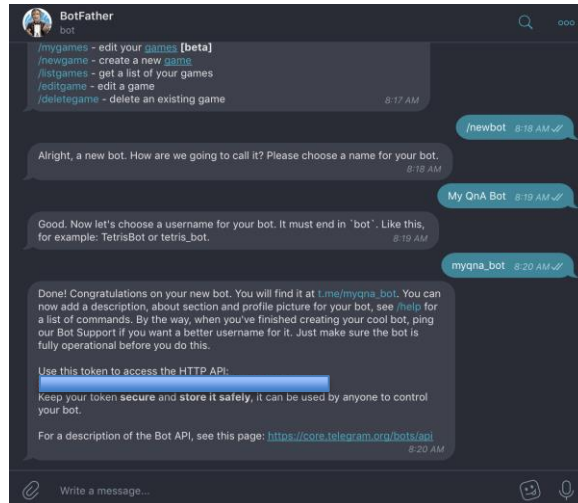 BotFather
bot
/mygames - edit your games [beta]
/newgame - create a new game
/listgames - get a list of your games
/editgame - edit a game
/deletegame - delete an existing game
8:17 AM
/newbot 8:18 AM
Alright, a new bot. How are we going to call it? Please choose a name for your bot.
8:18 AM
My QnA Bot 8:19 AM
Good. Now let's choose a username for your bot. It must end in `bot`. Like this,
for example: TetrisBot or tetris_bot.
8:19 AM
myqna_bot 8:20 AM
Done! Congratulations on your new bot. You will find it at t.me/myqna_bot. You can
now add a description, about section and profile picture for your bot, see /help for
a list of commands. By the way, when you've finished creating your cool bot, ping
our Bot Support if you want a better username for it. Just make sure the bot is
fully operational before you do this.
Use this token to access the HTTP API:
Keep your token secure and store it safely, it can be used by anyone to control
your bot.
For a description of the Bot API, see this page: https://core.telegram.org/bots/api
8:20 AM
Write a message...